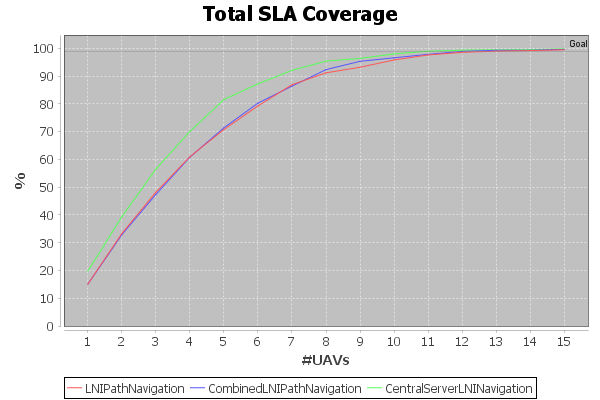 Total SLA Coverage
Goal
100
90
80
70
60
50
40
30
20
10
0
%
1 2 3 4 5 6 7 8 9 10 11 12 13 14 15
#UAVs
LNIPathNavigation CombinedLNIPathNavigation CentralServerLNINavigation